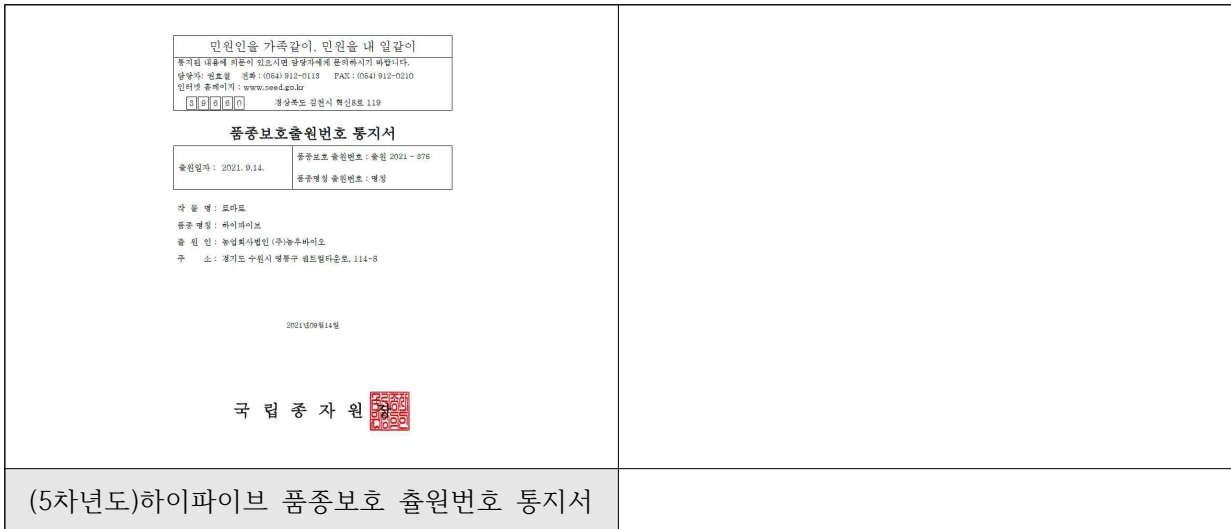 민원인을 가족같이, 민원을 내 일같이
통지된 내용에 의문이 있으시면 담당자에게 문의하시기 바랍니다.
담당자: 전화 : (054) 912-0113 FAX : (054) 912-0210
인터넷 홈페이지 : www.seed.go.kr
3 9 6 6 0 경상북도 김천시 혁신8로 119
품종보호출원번호 통지서
출원일자 : 2021. 9.14.
품종보호 출원번호 : 출원 2021 - 376
품종명칭 출원번호 : 명칭
작 물 명 : 토마토
품종 명칭 : 하이파이브
출 원 인 : 농업회사법인 (주)농우바이오
주 소 : 경기도 수원시 영통구 센트럴타운로, 114-8
2021년09월14일
국 립 종 자 원 장
(5차년도)하이파이브 품종보호 츌원번호 통지서